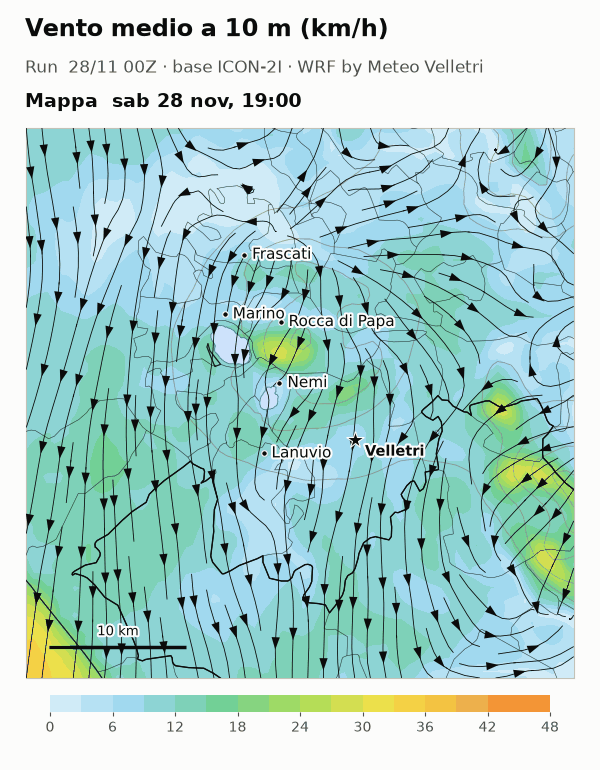 Vento medio a 10 m (km/h)
Run  28/11 00Z · base ICON-2I · WRF by Meteo Velletri
Mappa  sab 28 nov, 19:00
Frascati
Marino
Rocca di Papa
Nemi
Velletri
Lanuvio
10 km
0 6 12 18 24 30 36 42 48